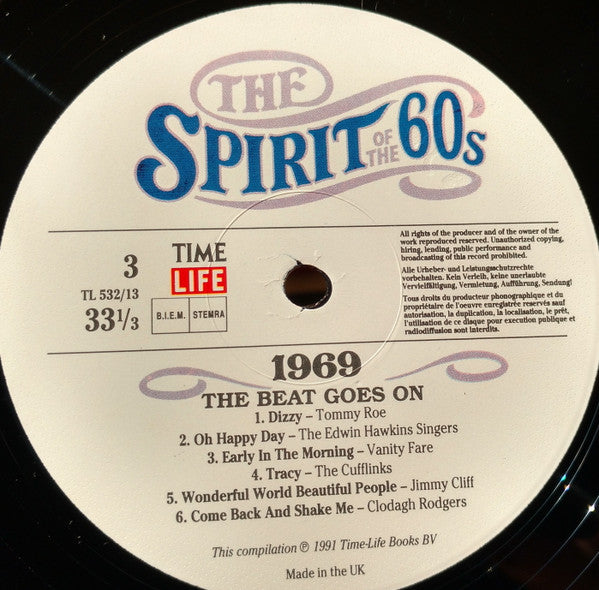 THE
SPIRIT OF THE 60s
3
TL 532/13
33 1/3
TIME
LIFE
B.I.E.M. STEMRA
All rights of the producer and of the owner of the
work reproduced reserved. Unauthorized copying,
hiring, lending, public performance and
broadcasting of this record prohibited.
Alle Urheber- und Leistungsschutzrechte
vorbehalten. Kein Verleih, keine unerlaubte
Vervielfältigung, Vermietung, Aufführung, Sendung!
Tous droits du producteur phonographique et du
propriétaire de l'oeuvre enregistrée reservés sauf
autorisation, la duplication, la localisation, le prêt,
l'utilisation de ce disque pour execution publique et
radiodiffusion sont interdits.
1969
THE BEAT GOES ON
1. Dizzy – Tommy Roe
2. Oh Happy Day – The Edwin Hawkins Singers
3. Early In The Morning – Vanity Fare
4. Tracy – The Cufflinks
5. Wonderful World Beautiful People – Jimmy Cliff
6. Come Back And Shake Me – Clodagh Rodgers
This compilation ℗ 1991 Time-Life Books BV
Made in the UK